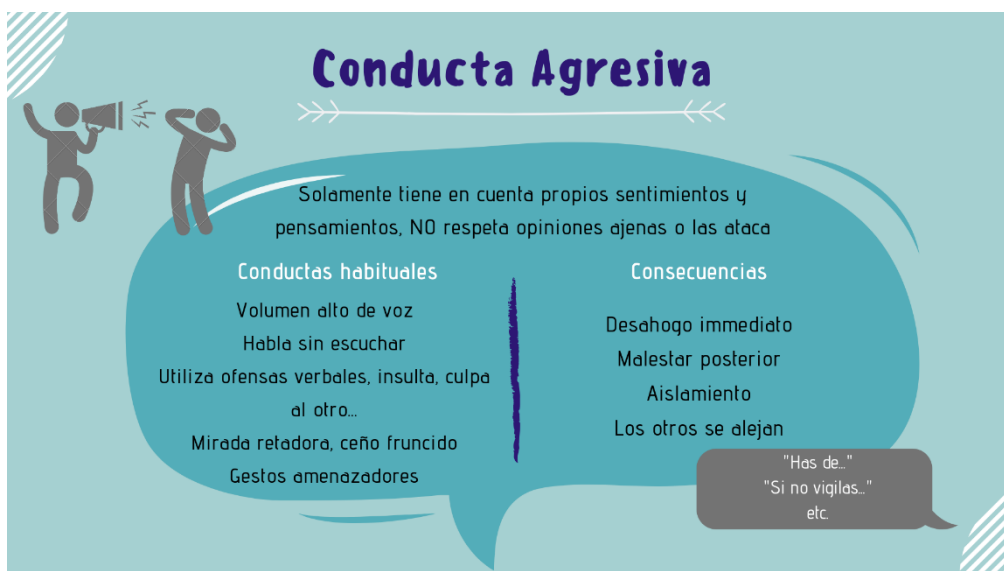 Conducta Agresiva
Solamente tiene en cuenta propios sentimientos y
pensamientos, NO respeta opiniones ajenas o las ataca
Conductas habituales
Volumen alto de voz
Habla sin escuchar
Utiliza ofensas verbales, insulta, culpa
al otro...
Mirada retadora, ceño fruncido
Gestos amenazadores
Consecuencias
Desahogo immediato
Malestar posterior
Aislamiento
Los otros se alejan
"Has de..."
"Si no vigilas..."
etc.